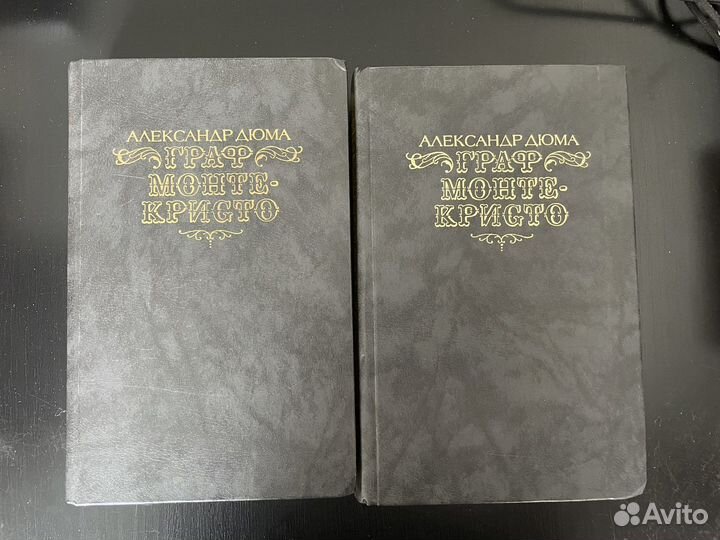 АЛЕКСАНДР ДЮМА
ГРАФ
МОНТЕ-
КРИСТО
АЛЕКСАНДР ДЮМА
ГРАФ
МОНТЕ-
КРИСТО
Avito